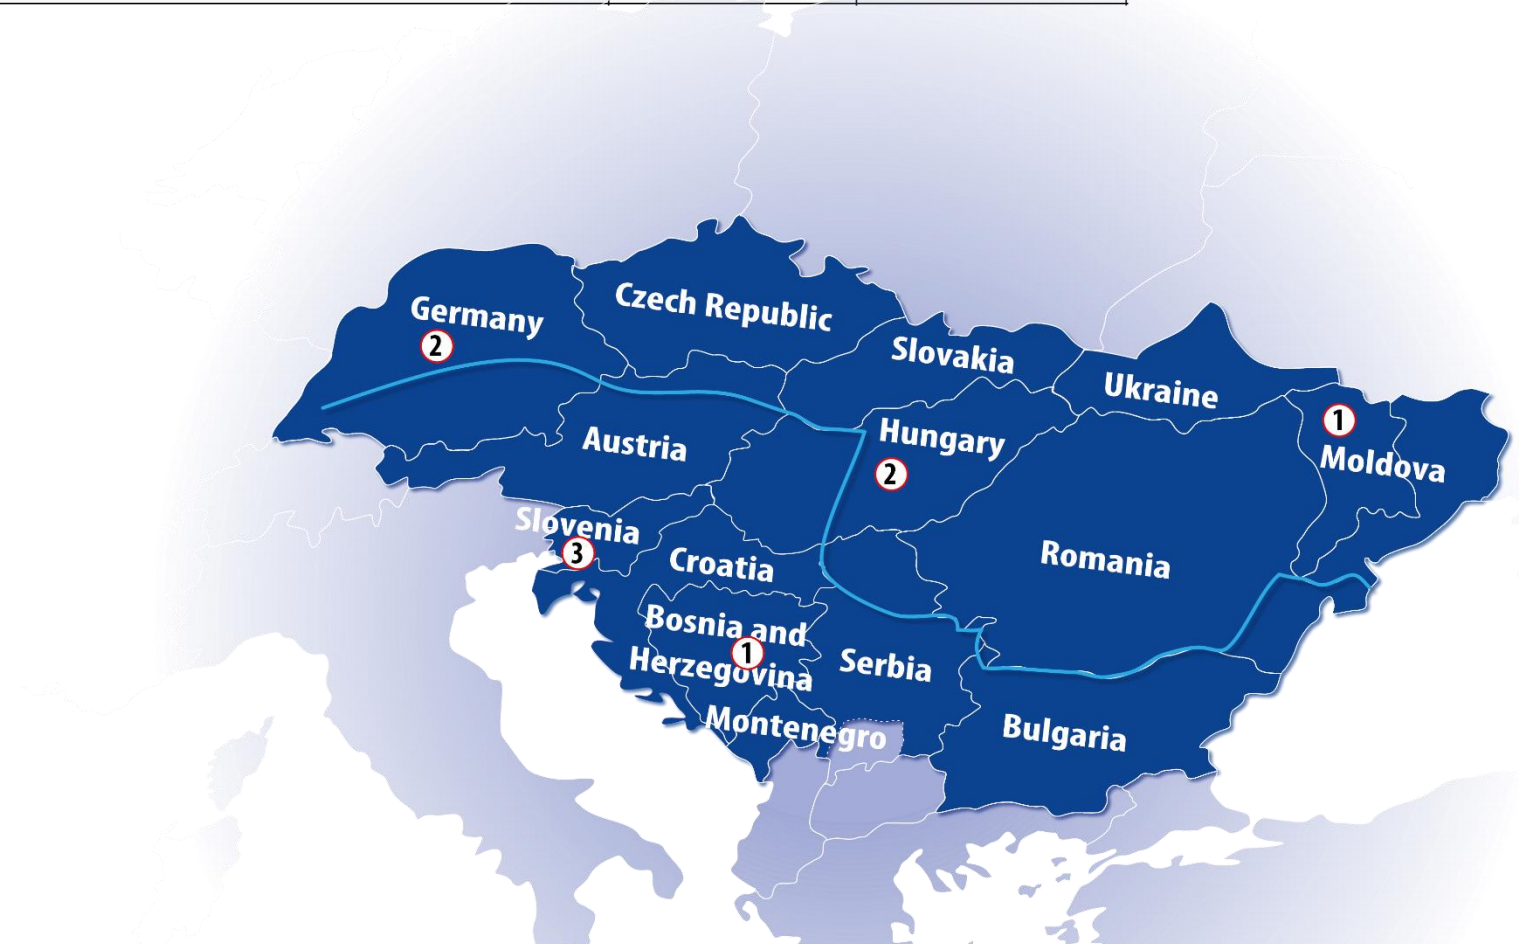 Germany
2
Czech Republic
Slovakia
Ukraine
1
Moldova
Austria
Hungary
2
Slovenia
3
Croatia
Romania
Bosnia and
1
Herzegovina
Serbia
Montenegro
Bulgaria